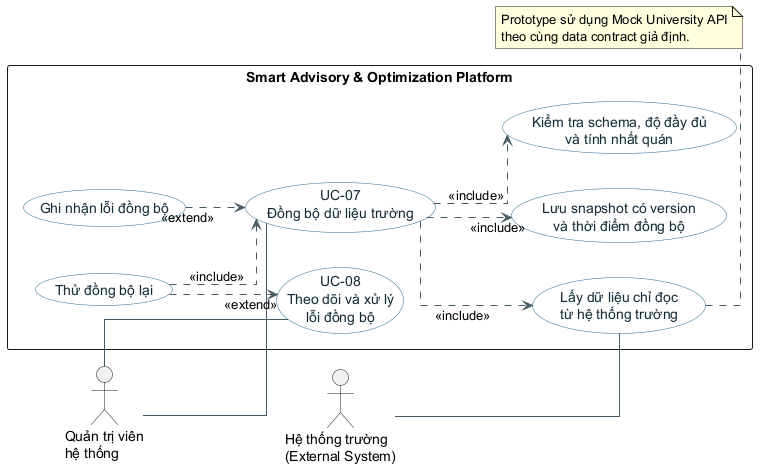 Prototype sử dụng Mock University API
theo cùng data contract giả định.
Smart Advisory & Optimization Platform
Kiểm tra schema, độ đầy đủ
và tính nhất quán
«include»
UC-07
Đồng bộ dữ liệu trường
Ghi nhận lỗi đồng bộ
«extend»
Lưu snapshot có version
và thời điểm đồng bộ
«include»
«include»
UC-08
Theo dõi và xử lý
lỗi đồng bộ
Thử đồng bộ lại
«extend»
Lấy dữ liệu chỉ đọc
từ hệ thống trường
«include»
Quản trị viên
hệ thống
Hệ thống trường
(External System)